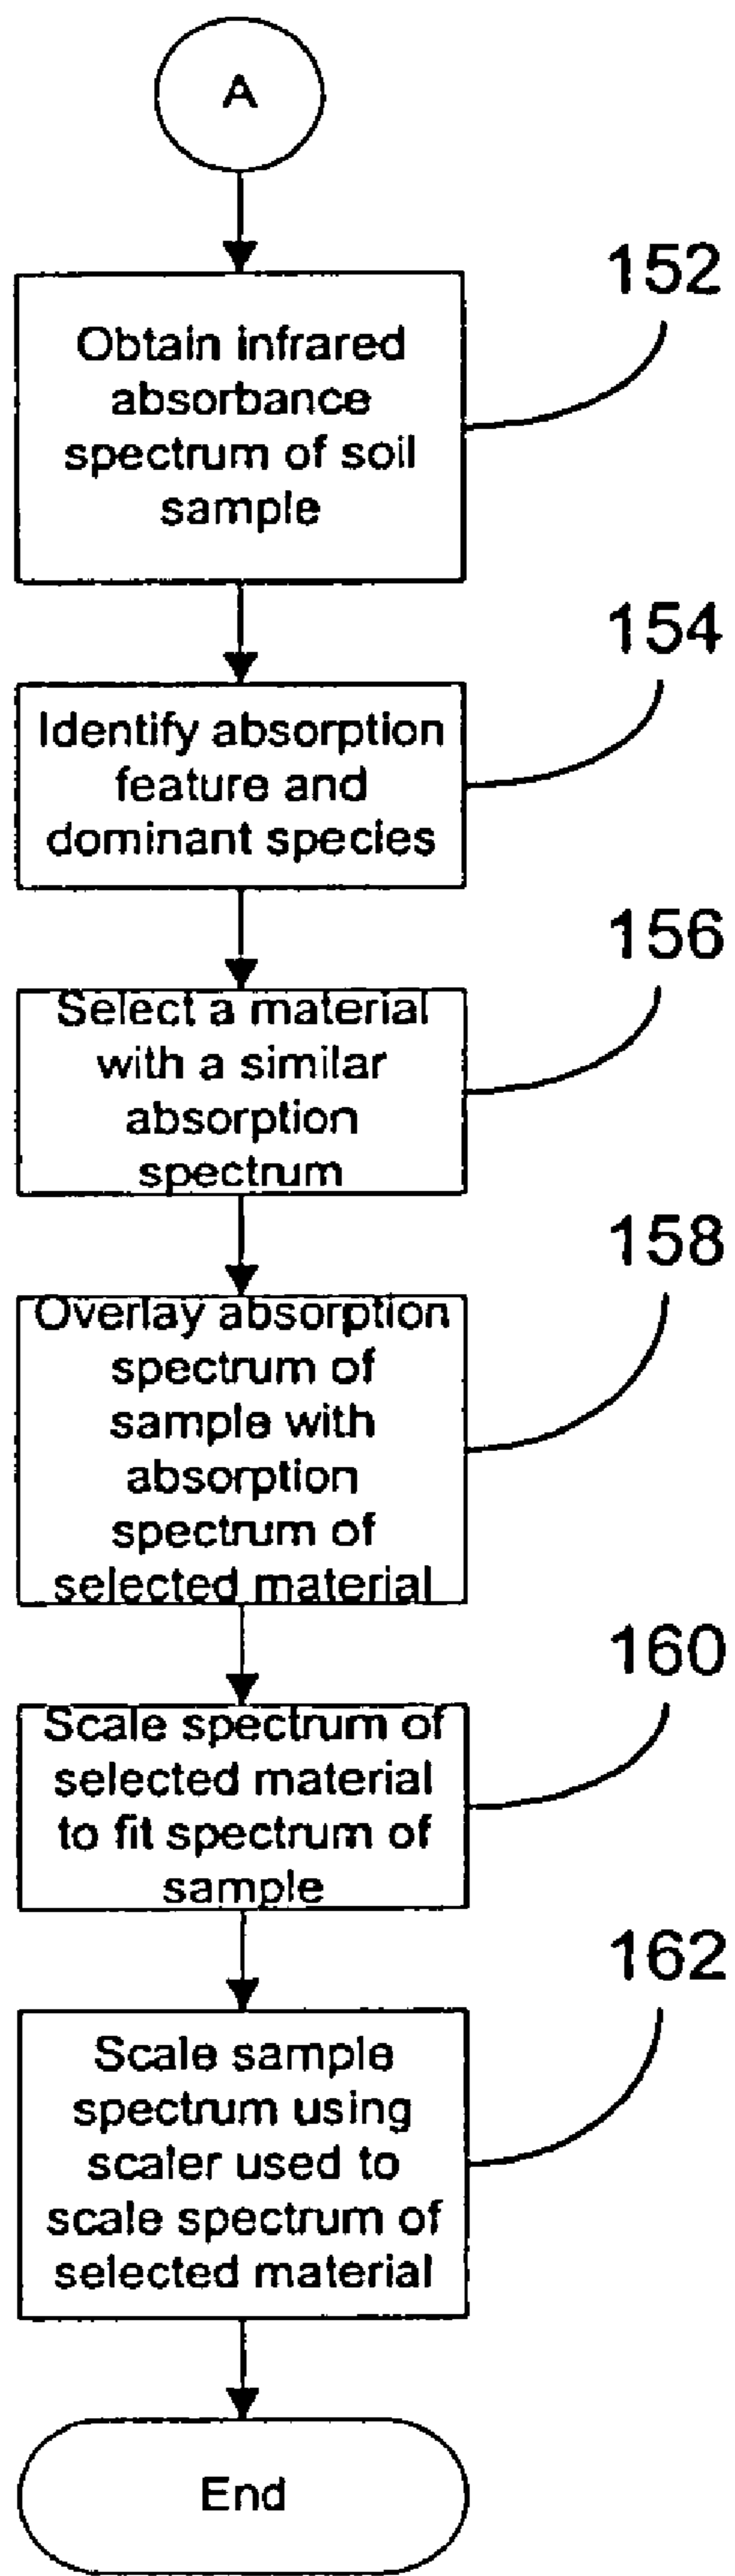 A
152
Obtain infrared
absorbance
spectrum of soil
sample
154
Identify absorption
feature and
dominant species
156
Select a material
with a similar
absorption
spectrum
158
Overlay absorption
spectrum of
sample with
absorption
spectrum of
selected material
160
Scale spectrum of
selected material
to fit spectrum of
sample
162
Scale sample
spectrum using
scaler used to
scale spectrum of
selected material
End